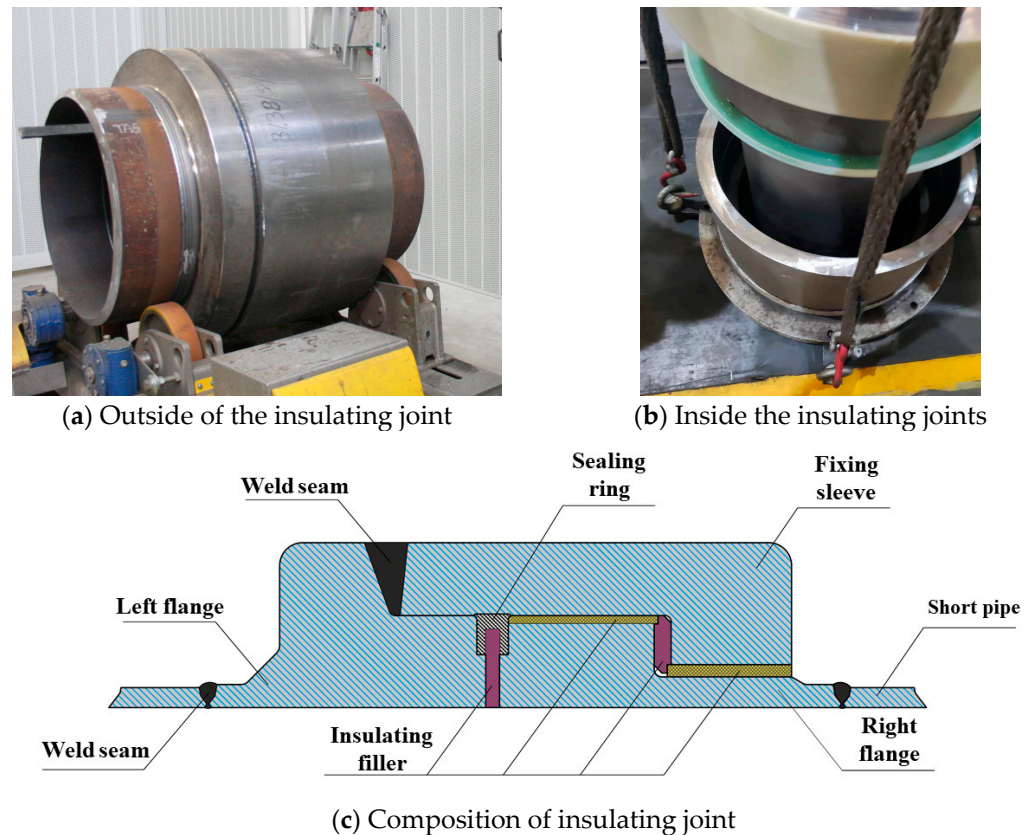 TAS
(a) Outside of the insulating joint
(b) Inside the insulating joints
Weld seam
Sealing
ring
Fixing
sleeve
Left flange
Short pipe
Weld seam
Insulating
filler
Right
flange
(c) Composition of insulating joint